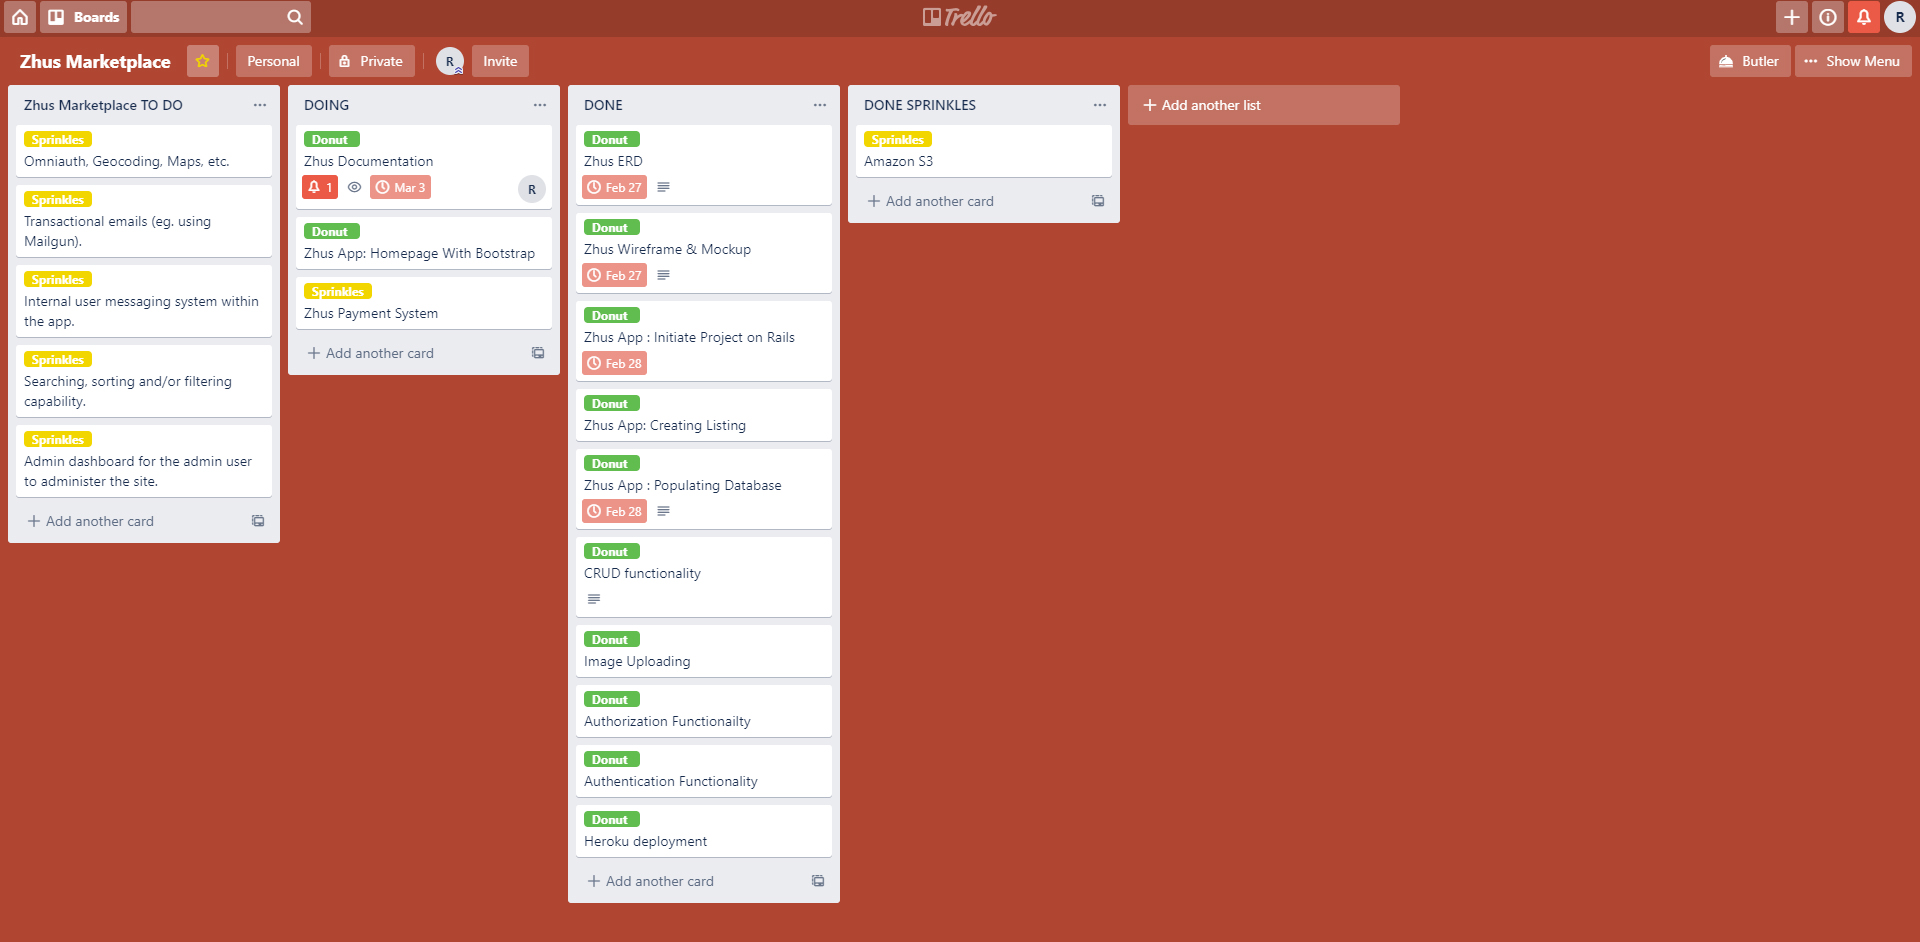 Boards
Trello
R
Zhus Marketplace
Personal
Private
R
Invite
Butler
Show Menu
Zhus Marketplace TO DO
Sprinkles
Omniauth, Geocoding, Maps, etc.
Sprinkles
Transactional emails (eg. using
Mailgun).
Sprinkles
Internal user messaging system within
the app.
Sprinkles
Searching, sorting and/or filtering
capability.
Sprinkles
Admin dashboard for the admin user
to administer the site.
Add another card
DOING
Donut
Zhus Documentation
1
Mar 3
R
Donut
Zhus App: Homepage With Bootstrap
Sprinkles
Zhus Payment System
Add another card
DONE
Donut
Zhus ERD
Feb 27
Donut
Zhus Wireframe & Mockup
Feb 27
Donut
Zhus App : Initiate Project on Rails
Feb 28
Donut
Zhus App: Creating Listing
Donut
Zhus App : Populating Database
Feb 28
Donut
CRUD functionality
Donut
Image Uploading
Donut
Authorization Functionailty
Donut
Authentication Functionality
Donut
Heroku deployment
Add another card
DONE SPRINKLES
Sprinkles
Amazon S3
Add another card
Add another list